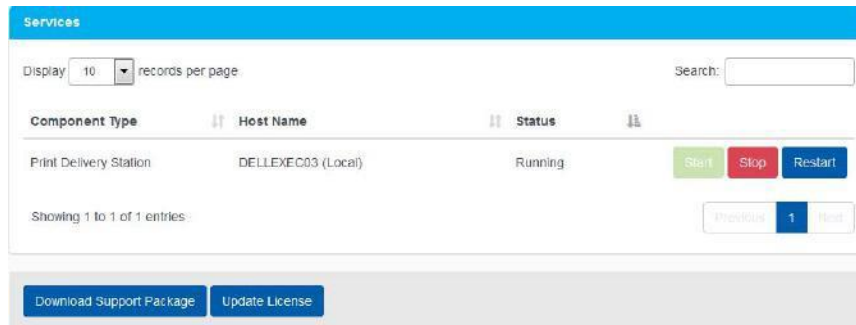 Services
Display 10 records per page Search:
Component Type Host Name Status
Print Delivery Station DELLEXEC03 (Local) Running Start Stop Restart
Showing 1 to 1 of 1 entries Previous 1 Next
Download Support Package Update License